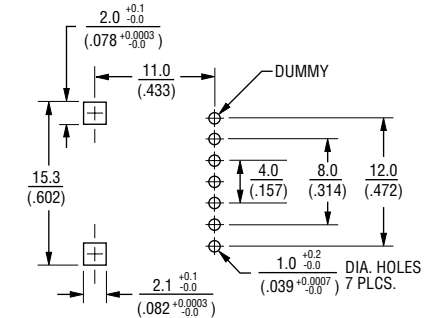 2.0 +0.1 -0.0
(.078 +0.0003 -0.0)
11.0
(.433)
DUMMY
15.3
(.602)
4.0
(.157)
8.0
(.314)
12.0
(.472)
2.1 +0.1 -0.0
(.082 +0.0003 -0.0)
1.0 +0.2 -0.0
(.039 +0.0007 -0.0)
DIA. HOLES
7 PLCS.